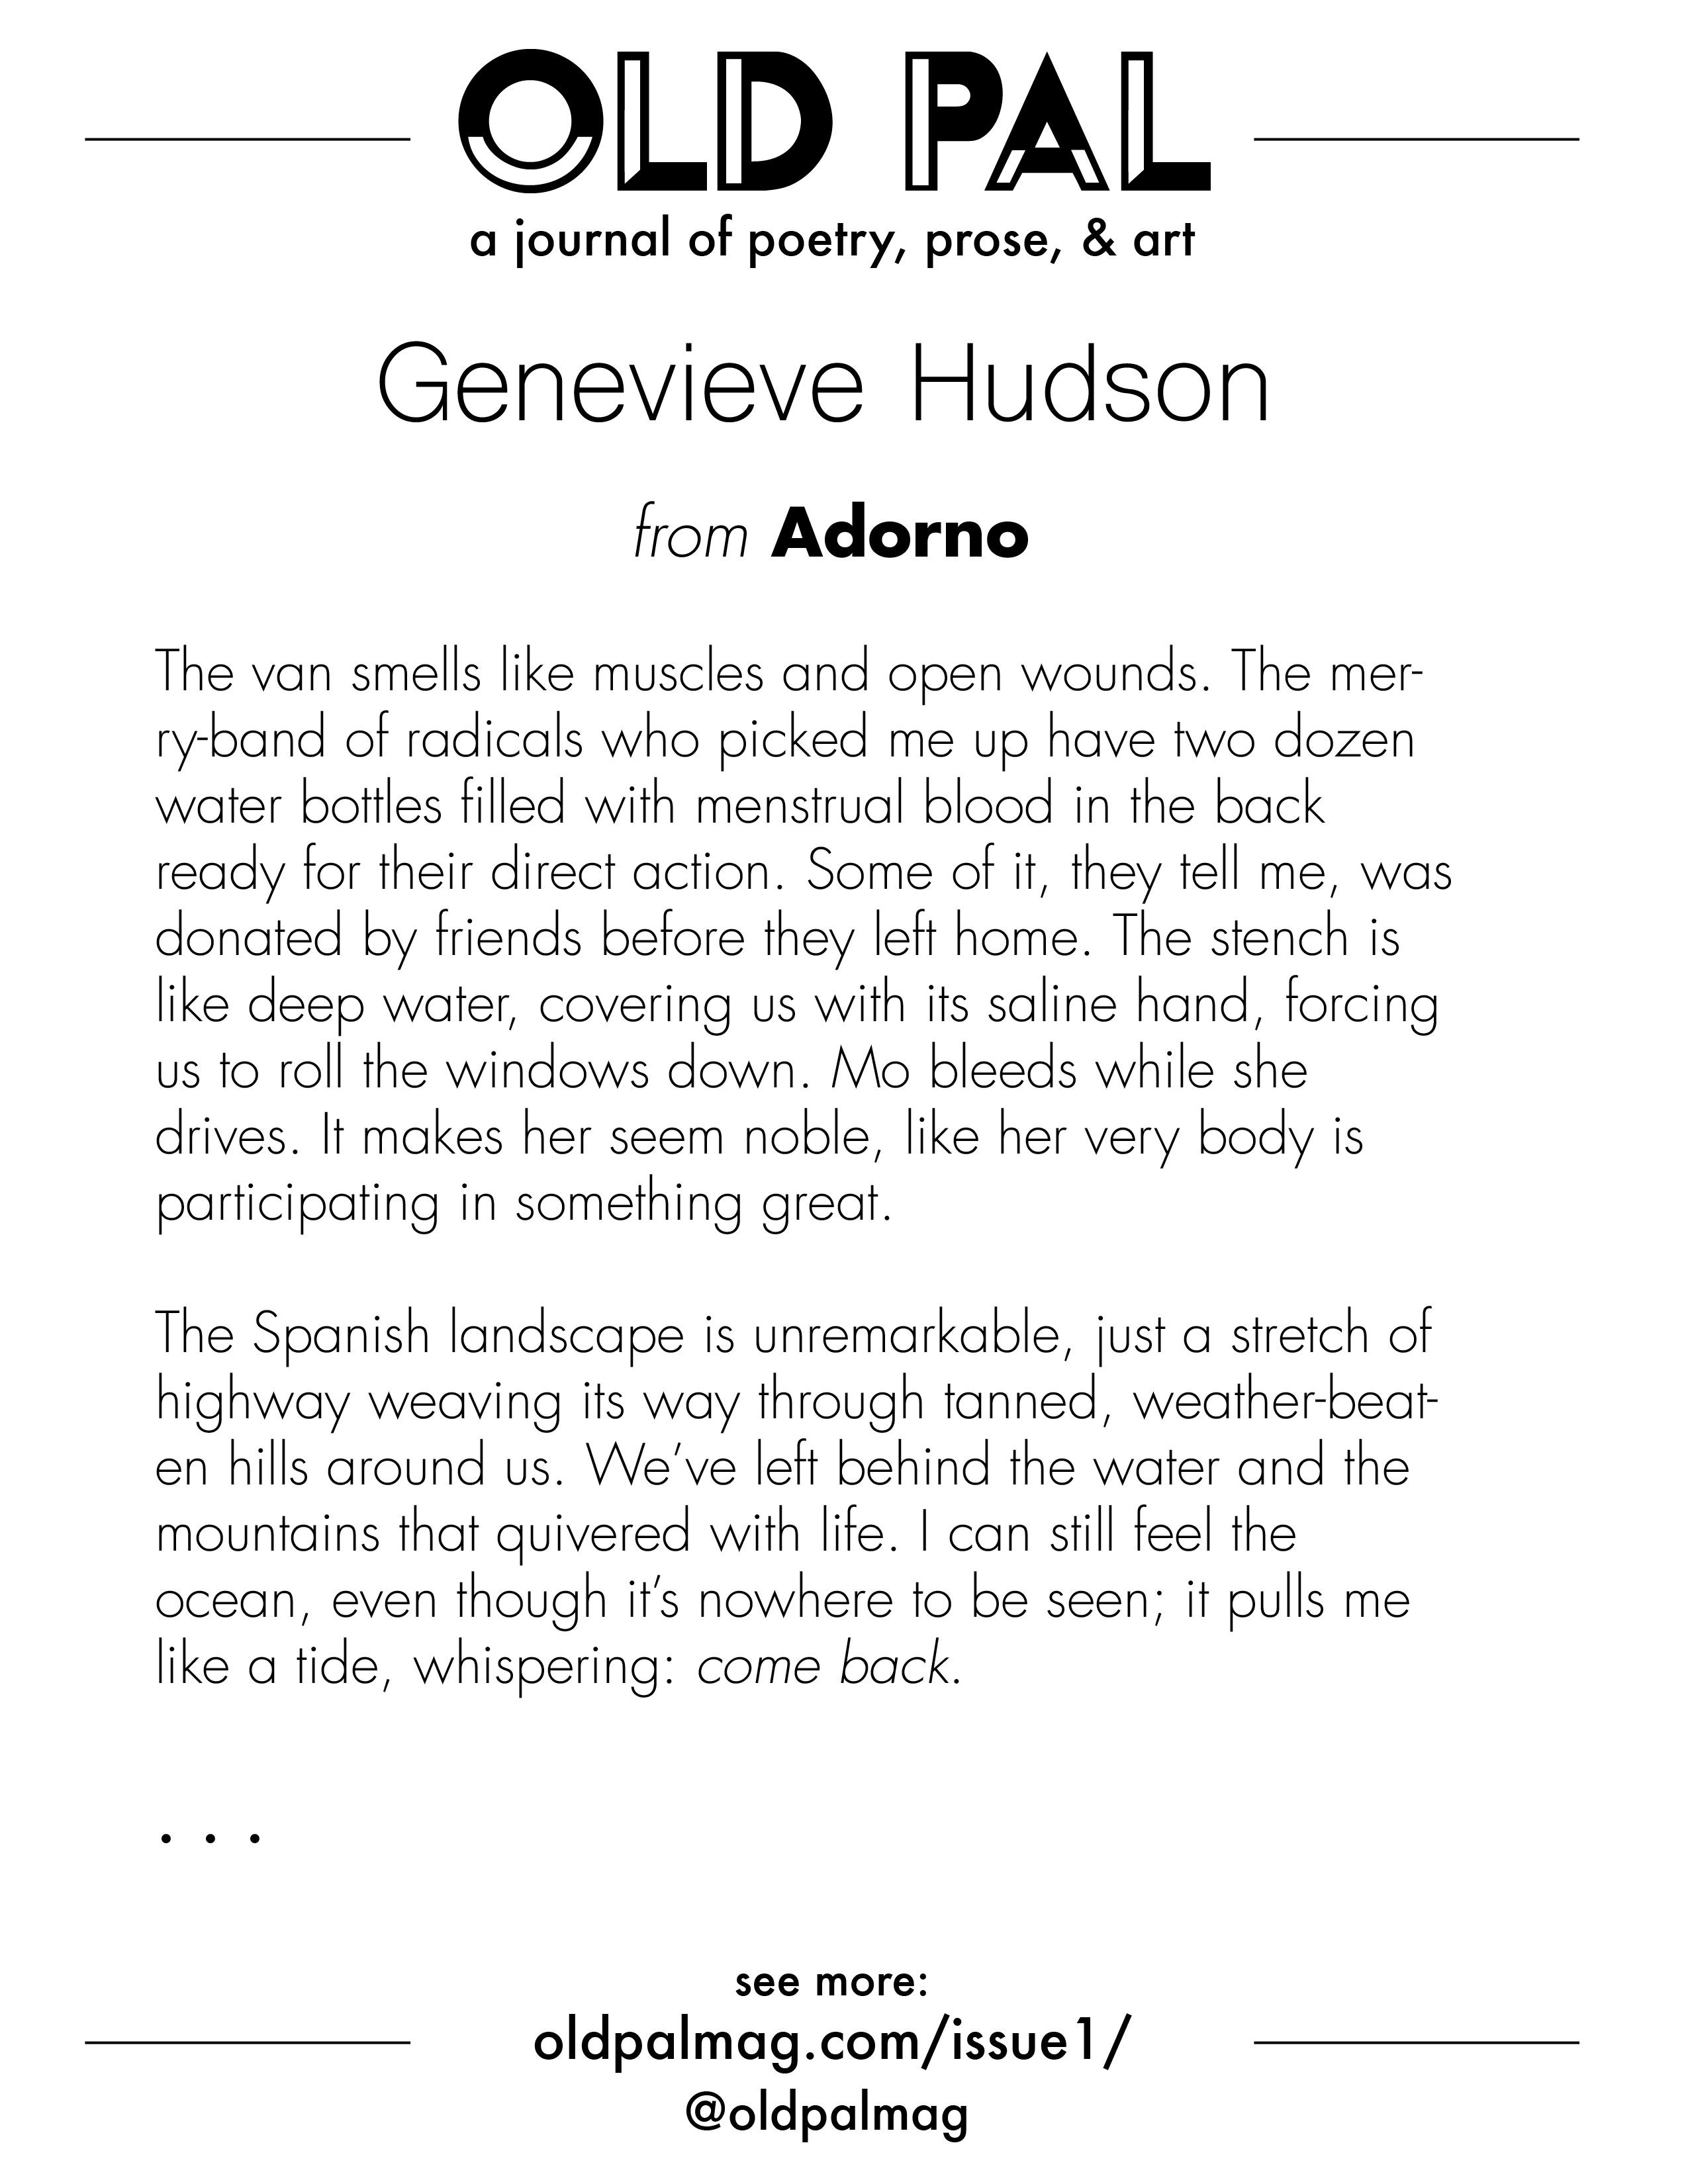 OLD PAL
a journal of poetry, prose, & art
Genevieve Hudson
from Adorno
The van smells like muscles and open wounds. The mer-
ry-band of radicals who picked me up have two dozen
water bottles filled with menstrual blood in the back
ready for their direct action. Some of it, they tell me, was
donated by friends before they left home. The stench is
like deep water, covering us with its saline hand, forcing
us to roll the windows down. Mo bleeds while she
drives. It makes her seem noble, like her very body is
participating in something great.
The Spanish landscape is unremarkable, just a stretch of
highway weaving its way through tanned, weather-beat-
en hills around us. We’ve left behind the water and the
mountains that quivered with life. I can still feel the
ocean, even though it’s nowhere to be seen; it pulls me
like a tide, whispering: come back.
. . .
see more:
oldpalmag.com/issue1/
@oldpalmag